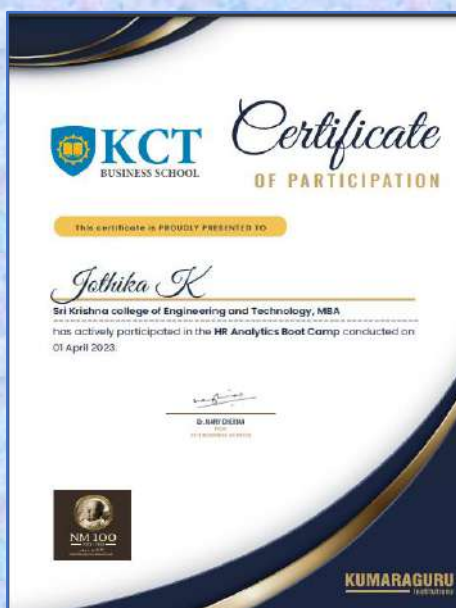 KCT
BUSINESS SCHOOL
Certificate
OF PARTICIPATION
This certificate is PROUDLY PRESENTED TO
Jothika K
Sri Krishna college of Engineering and Technology, MBA
has actively participated in the HR Analytics Boot Camp conducted on
01 April 2023.
NM 100
KUMARAGURU
institutions